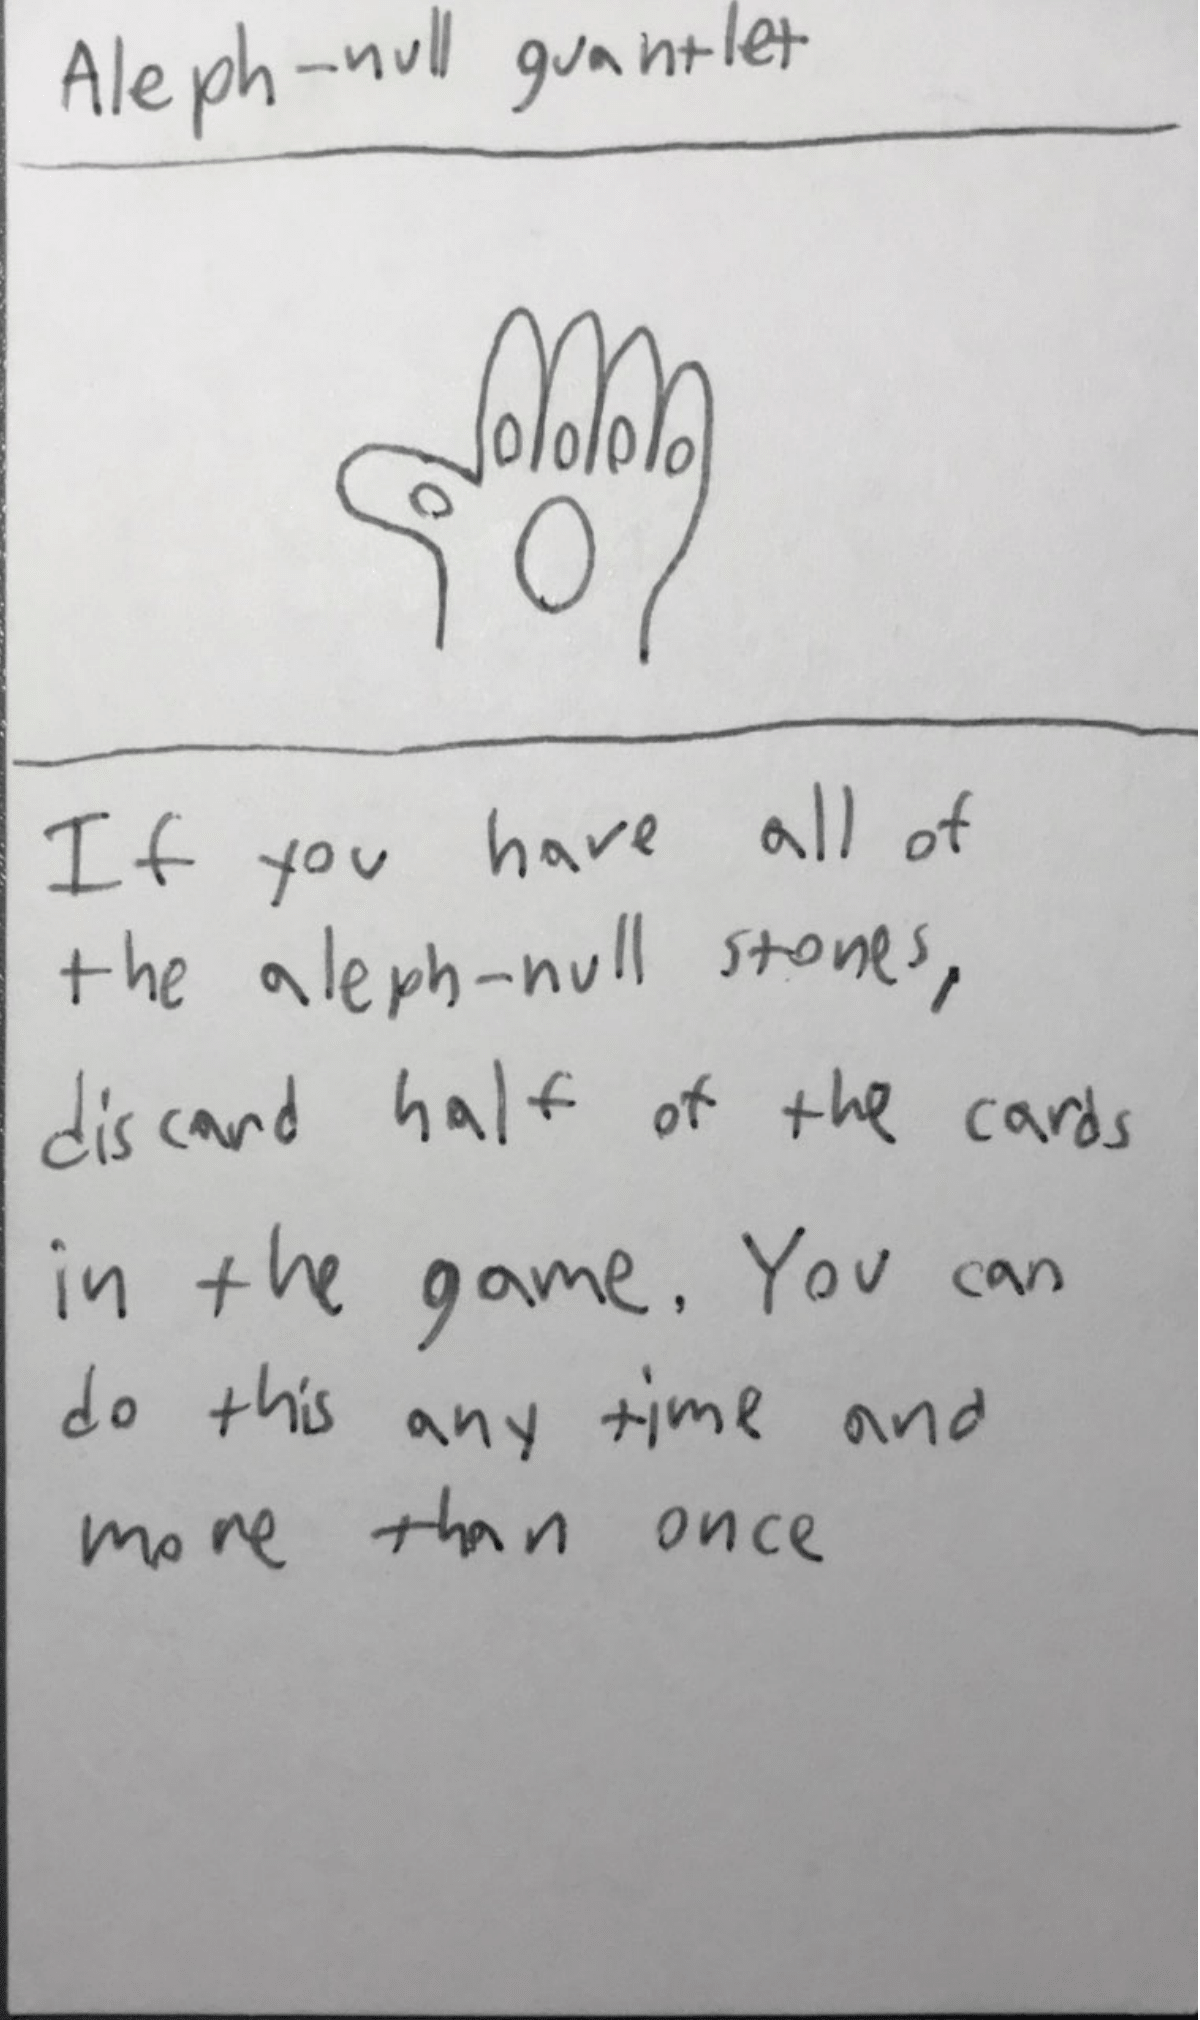 Aleph-null guantlet
If you have all of
the aleph-null stones,
discard half of the cards
in the game. You can
do this any time and
more than once